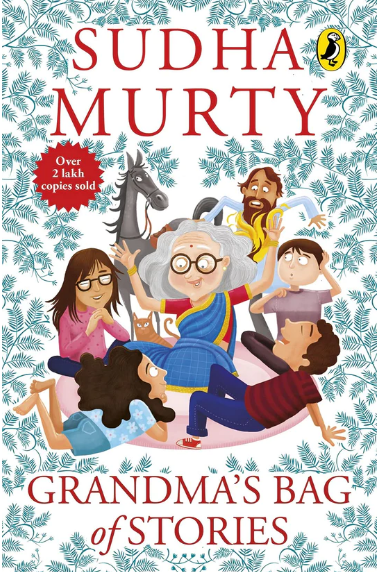 SUDHA
MURTY
Over
2 lakh
copies sold
GRANDMA'S BAG
of STORIES